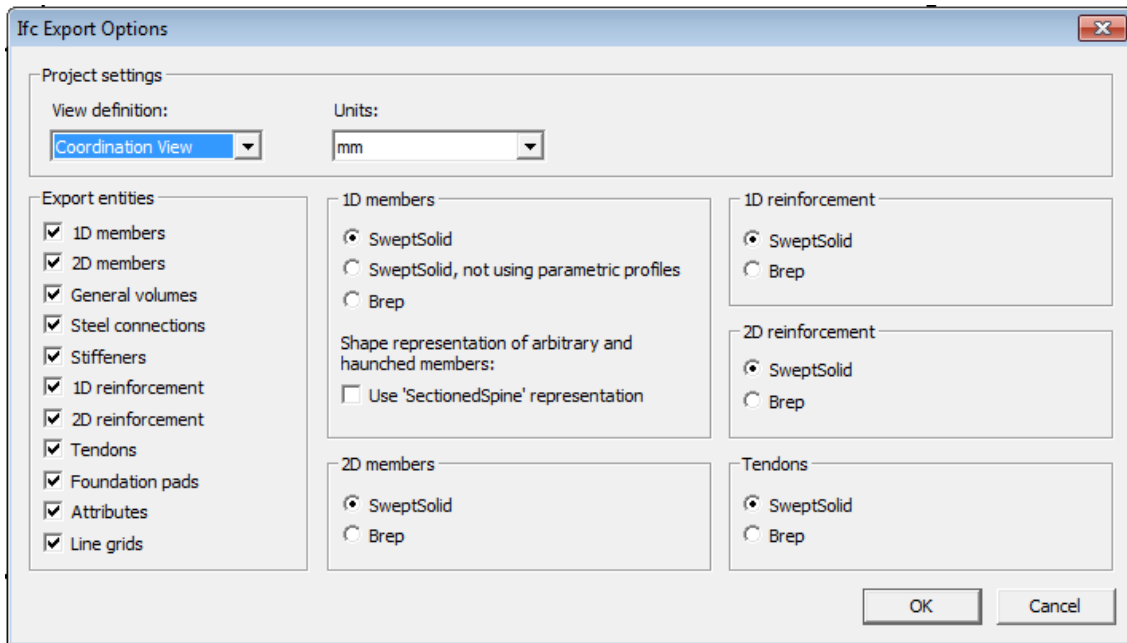 Ifc Export Options
Project settings
View definition:
Units:
Coordination View
mm
Export entities
1D members
2D members
General volumes
Steel connections
Stiffeners
1D reinforcement
2D reinforcement
Tendons
Foundation pads
Attributes
Line grids
1D members
SweptSolid
SweptSolid, not using parametric profiles
Brep
Shape representation of arbitrary and
haunched members:
Use 'SectionedSpine' representation
2D members
SweptSolid
Brep
1D reinforcement
SweptSolid
Brep
2D reinforcement
SweptSolid
Brep
Tendons
SweptSolid
Brep
OK
Cancel